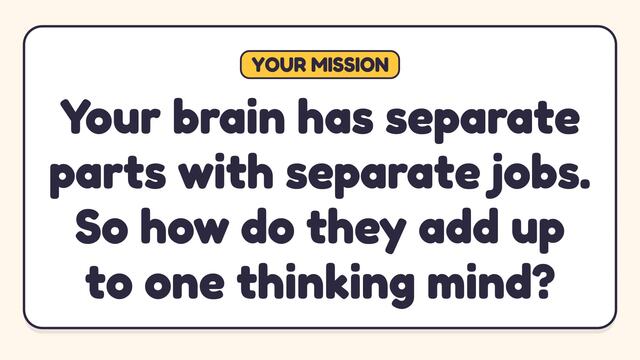 YOUR MISSION
Your brain has separate
parts with separate jobs.
So how do they add up
to one thinking mind?